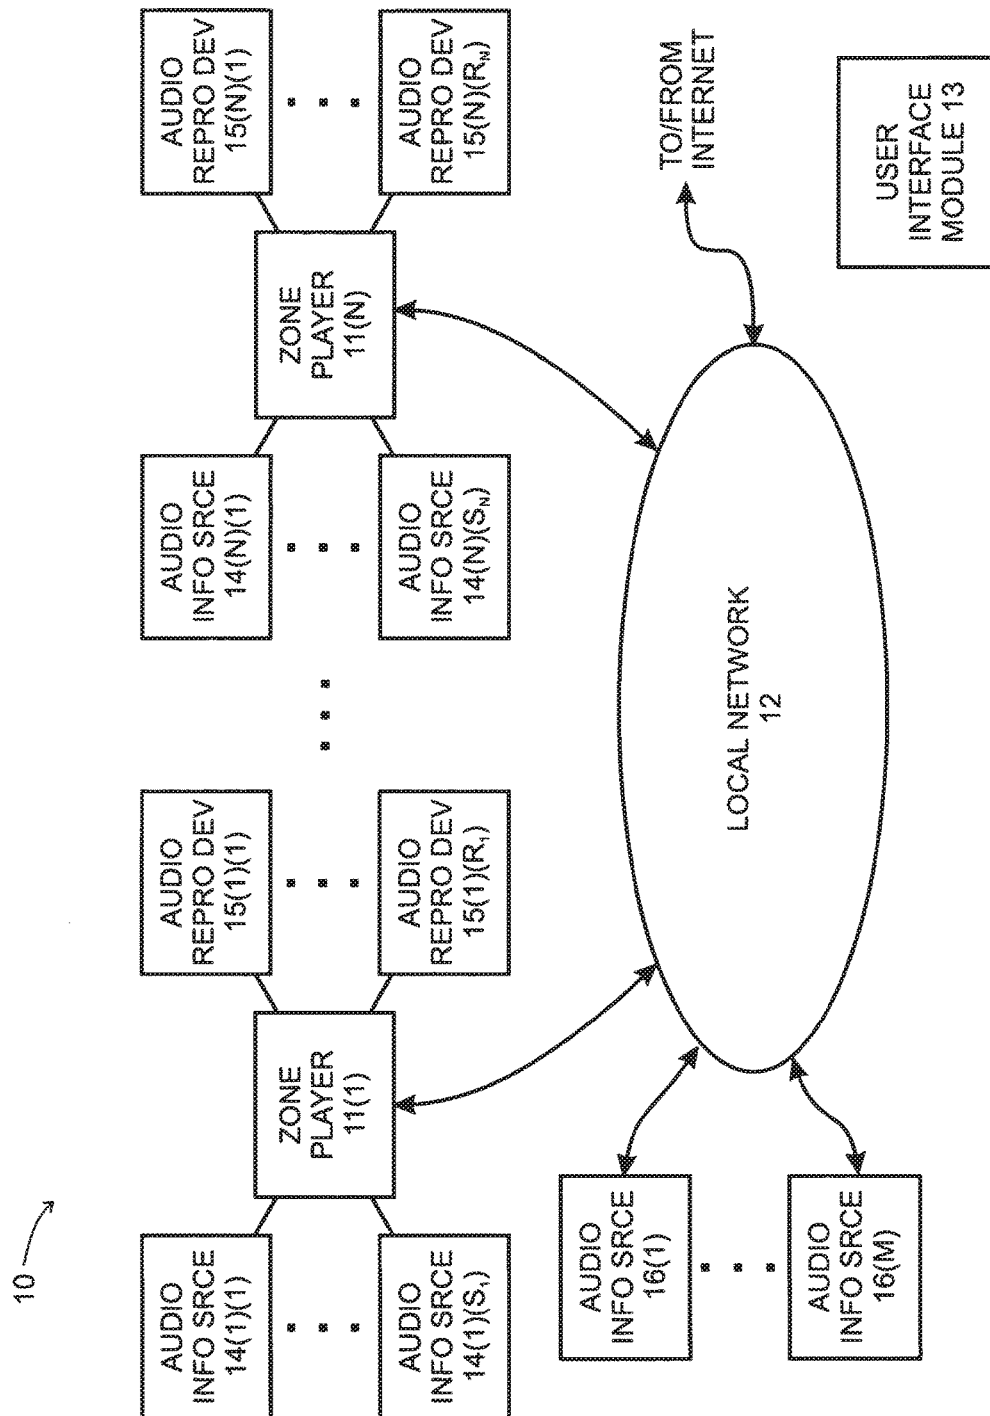 10
AUDIO
INFO SRCE
14(1)(1)
AUDIO
INFO SRCE
14(1)(S₁)
ZONE
PLAYER
11(1)
AUDIO
REPRO DEV
15(1)(1)
AUDIO
REPRO DEV
15(1)(R₁)
AUDIO
INFO SRCE
14(N)(1)
AUDIO
INFO SRCE
14(N)(S_N)
ZONE
PLAYER
11(N)
AUDIO
REPRO DEV
15(N)(1)
AUDIO
REPRO DEV
15(N)(R_N)
AUDIO
INFO SRCE
16(1)
AUDIO
INFO SRCE
16(M)
LOCAL NETWORK
12
TO/FROM
INTERNET
USER
INTERFACE
MODULE 13